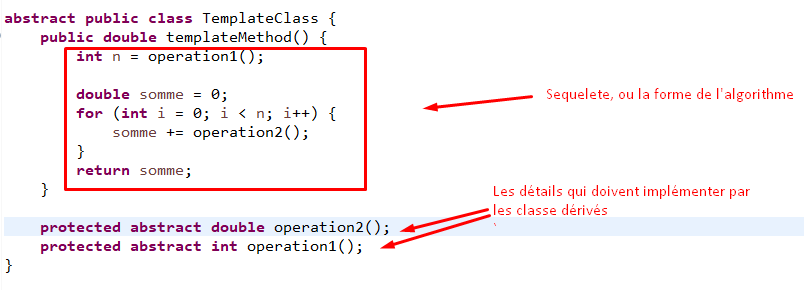 abstract public class TemplateClass {
public double templateMethod() {
int n = operation1();
double somme = 0;
for (int i = 0; i < n; i++) {
somme += operation2();
}
return somme;
}
protected abstract double operation2();
protected abstract int operation1();
}
Sequelete, ou la forme de l'algorithme
Les détails qui doivent implémenter par
les classe dérivés